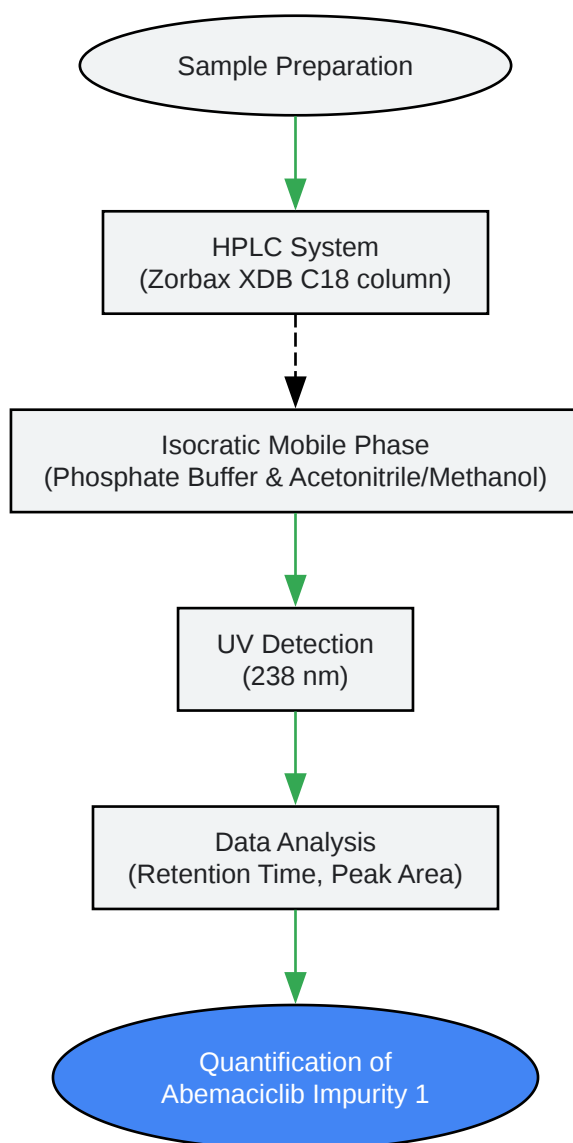 Sample Preparation
HPLC System
(Zorbax XDB C18 column)
Isocratic Mobile Phase
(Phosphate Buffer & Acetonitrile/Methanol)
UV Detection
(238 nm)
Data Analysis
(Retention Time, Peak Area)
Quantification of
Abemaciclib Impurity 1